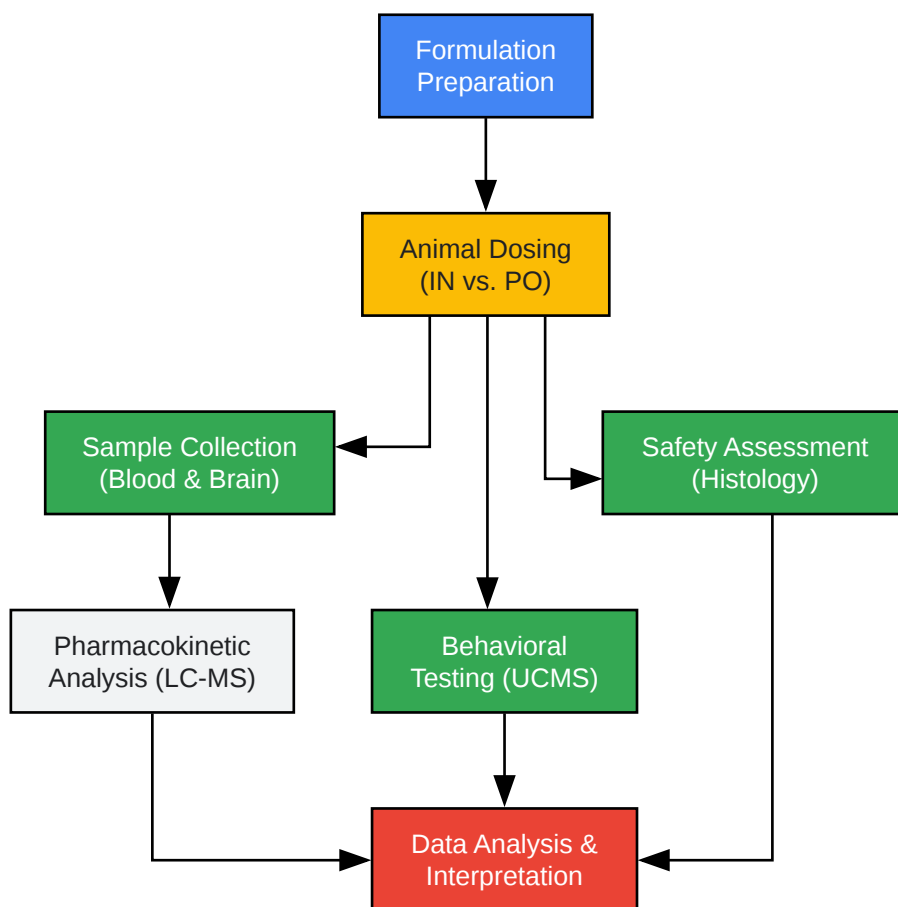 Formulation
Preparation
Animal Dosing
(IN vs. PO)
Sample Collection
(Blood & Brain)
Safety Assessment
(Histology)
Pharmacokinetic
Analysis (LC-MS)
Behavioral
Testing (UCMS)
Data Analysis &
Interpretation